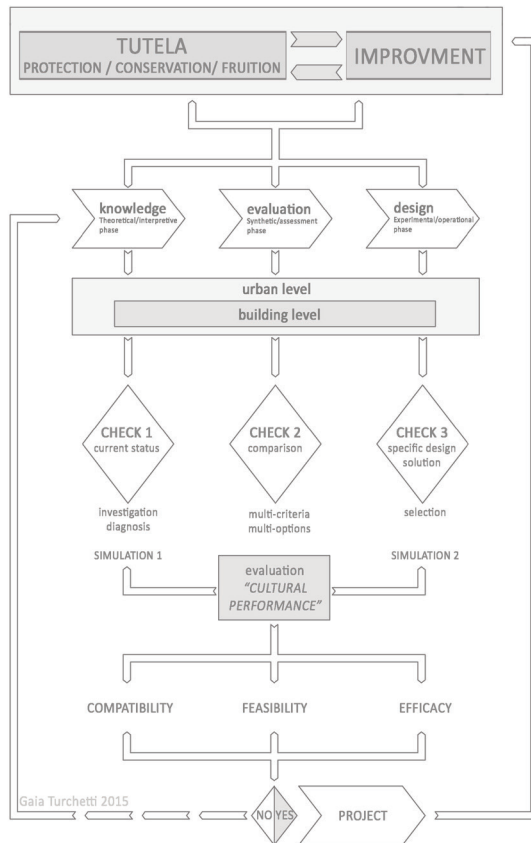 TUTELA
PROTECTION / CONSERVATION/ FRUITION
IMPROVMENT
knowledge
Theoretical/interpretive
phase
evaluation
Synthetic/assessment
phase
design
Experimental/operational
phase
urban level
building level
CHECK 1
current status
CHECK 2
comparison
CHECK 3
specific design
solution
investigation
diagnosis
multi-criteria
multi-options
selection
SIMULATION 1
SIMULATION 2
evaluation
"CULTURAL
PERFORMANCE"
COMPATIBILITY
FEASIBILITY
EFFICACY
Gaia Turchetti 2015
NO YES
PROJECT